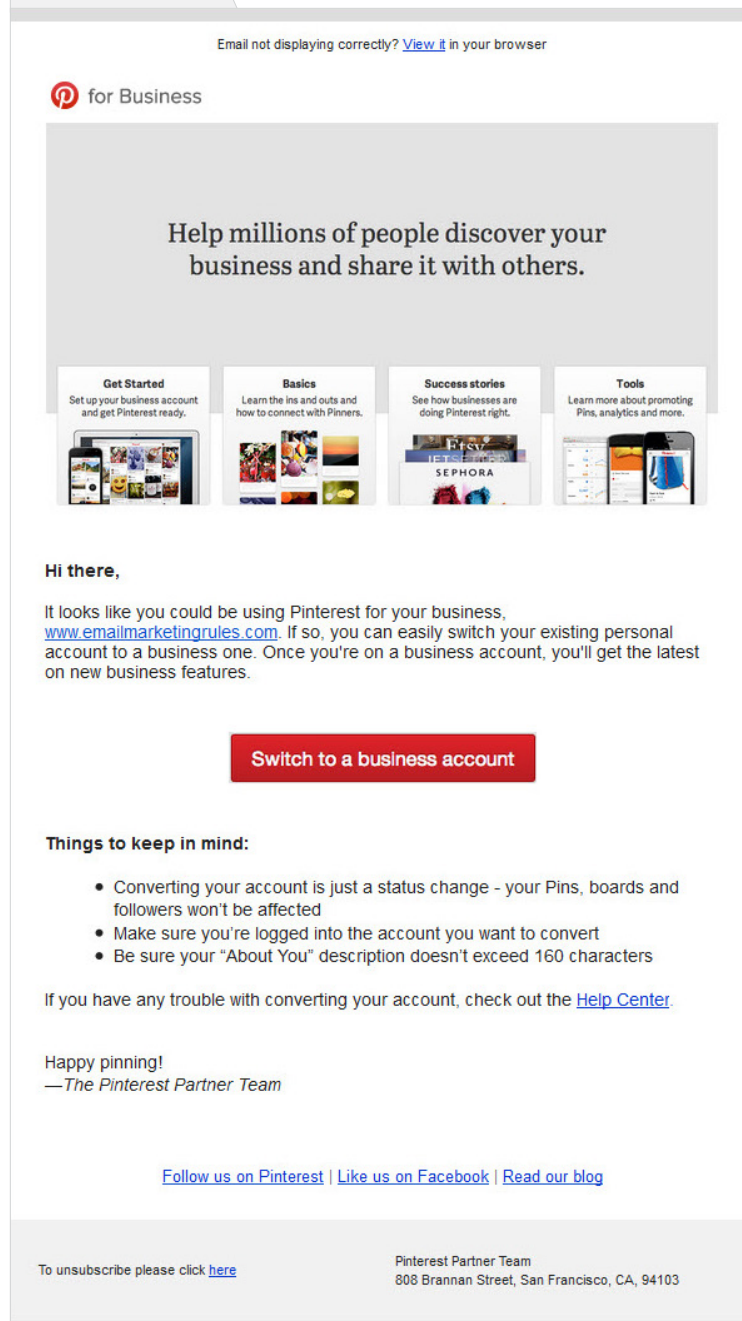 Email not displaying correctly? View it in your browser
for Business
Help millions of people discover your
business and share it with others.
Get Started
Set up your business account
and get Pinterest ready.
Basics
Learn the ins and outs and
how to connect with Pinners.
Success stories
See how businesses are
doing Pinterest right.
Etsy
JETSETTER
SEPHORA
Tools
Learn more about promoting
Pins, analytics and more.
Hi there,
It looks like you could be using Pinterest for your business,
www.emailmarketingrules.com. If so, you can easily switch your existing personal
account to a business one. Once you're on a business account, you'll get the latest
on new business features.
Switch to a business account
Things to keep in mind:
• Converting your account is just a status change - your Pins, boards and
followers won't be affected
• Make sure you're logged into the account you want to convert
• Be sure your “About You” description doesn't exceed 160 characters
If you have any trouble with converting your account, check out the Help Center.
Happy pinning!
—The Pinterest Partner Team
Follow us on Pinterest | Like us on Facebook | Read our blog
To unsubscribe please click here
Pinterest Partner Team
808 Brannan Street, San Francisco, CA, 94103